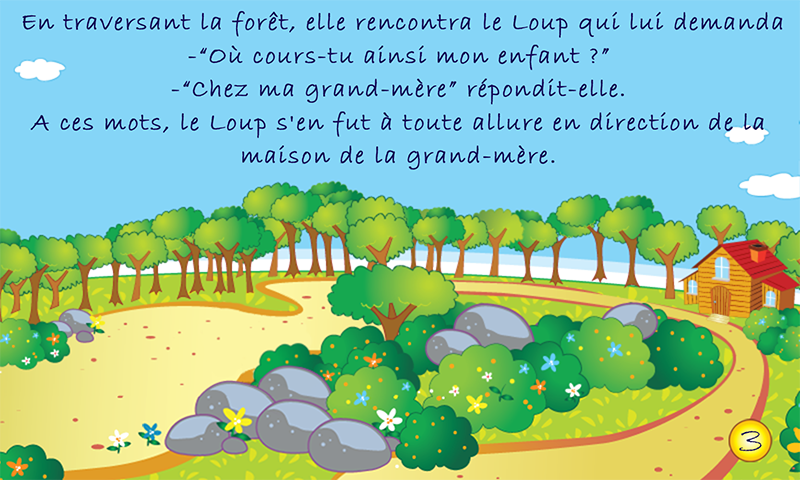 En traversant la forêt, elle rencontra le Loup qui lui demanda
-“Où cours-tu ainsi mon enfant ?”
-“Chez ma grand-mère” répondit-elle.
A ces mots, le Loup s'en fut à toute allure en direction de la
maison de la grand-mère.
3